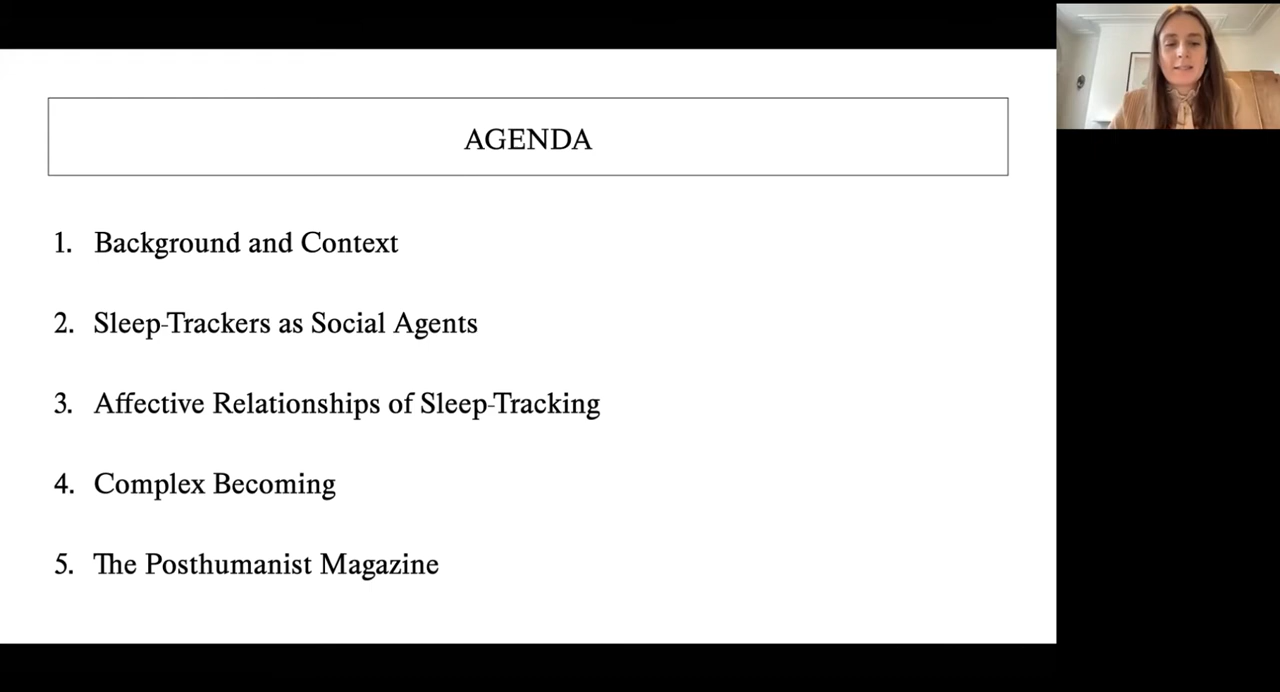 AGENDA
1. Background and Context
2. Sleep-Trackers as Social Agents
3. Affective Relationships of Sleep-Tracking
4. Complex Becoming
5. The Posthumanist Magazine